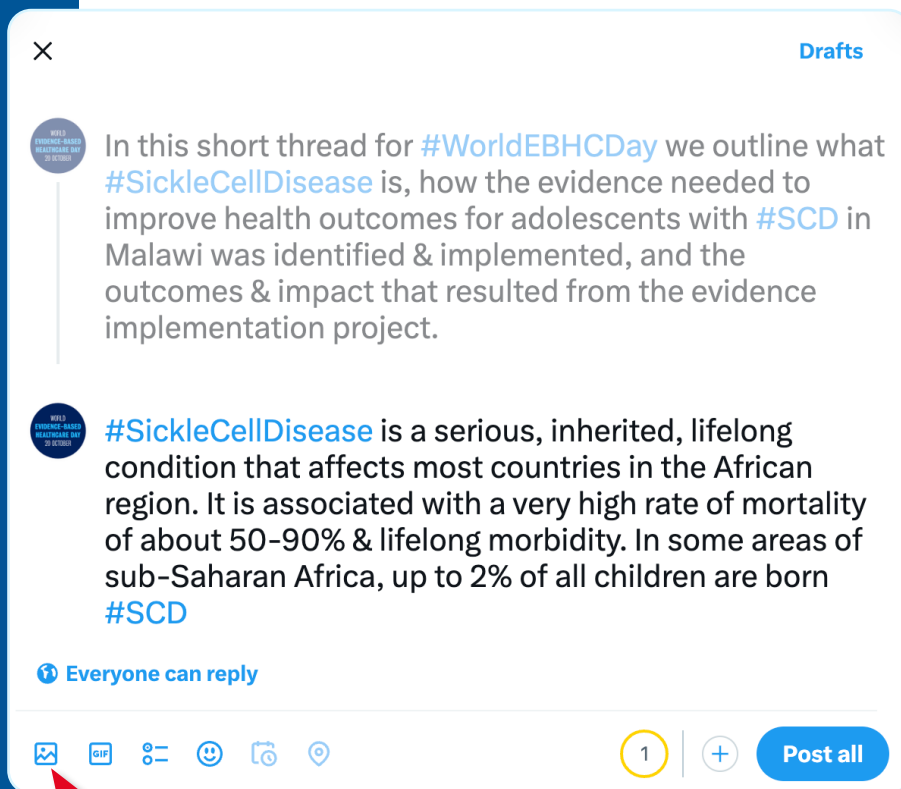 Drafts
WORLD
EVIDENCE-BASED
HEALTHCARE DAY
20 OCTOBER
In this short thread for #WorldEBHCDay we outline what
#SickleCellDisease is, how the evidence needed to
improve health outcomes for adolescents with #SCD in
Malawi was identified & implemented, and the
outcomes & impact that resulted from the evidence
implementation project.
WORLD
EVIDENCE-BASED
HEALTHCARE DAY
20 OCTOBER
#SickleCellDisease is a serious, inherited, lifelong
condition that affects most countries in the African
region. It is associated with a very high rate of mortality
of about 50-90% & lifelong morbidity. In some areas of
sub-Saharan Africa, up to 2% of all children are born
#SCD
Everyone can reply
GIF
1
Post all